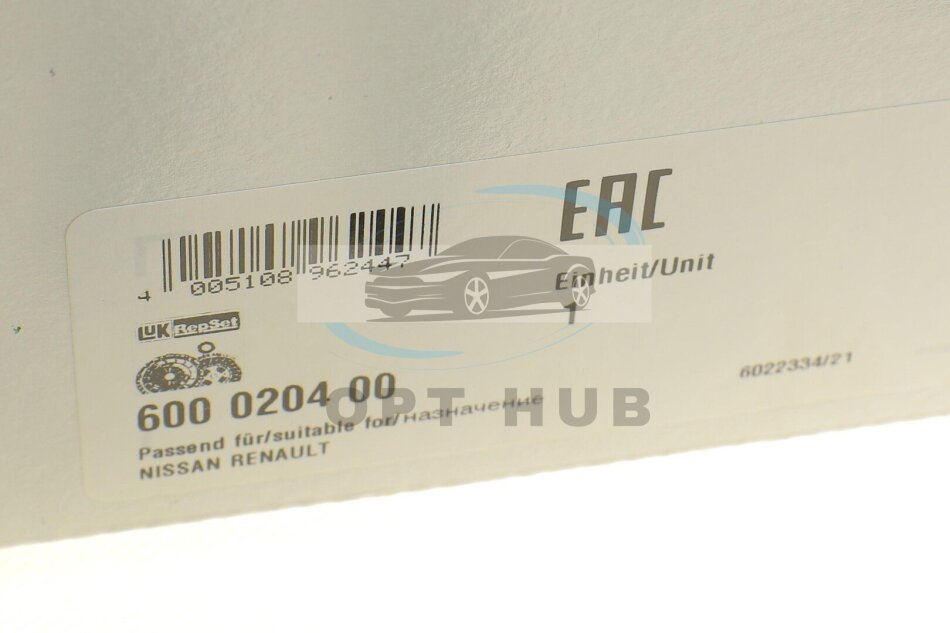 EAC
4 005108 962447
Einheit/Unit
1
LUK RepSet
600 0204 00
6022334/21
Passend für/suitable for/назначение
NISSAN RENAULT
OPT HUB